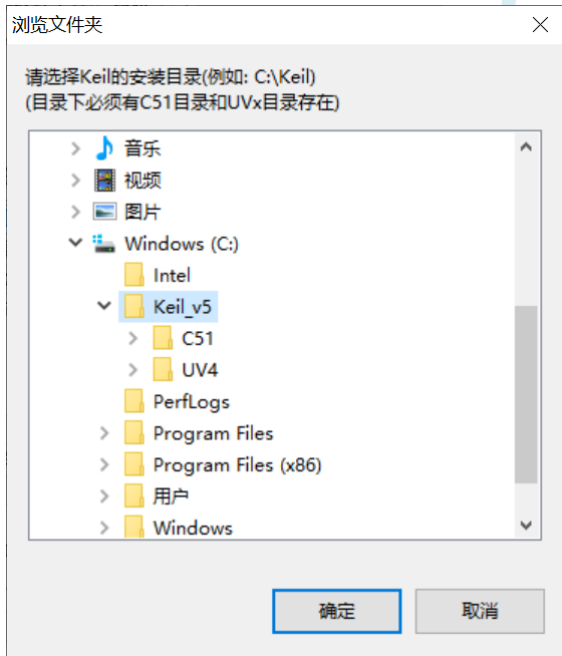 浏览文件夹
请选择Keil的安装目录(例如: C:\Keil)
(目录下必须有C51目录和UVx目录存在)
音乐
视频
图片
Windows (C:)
Intel
Keil_v5
C51
UV4
PerfLogs
Program Files
Program Files (x86)
用户
Windows
确定
取消